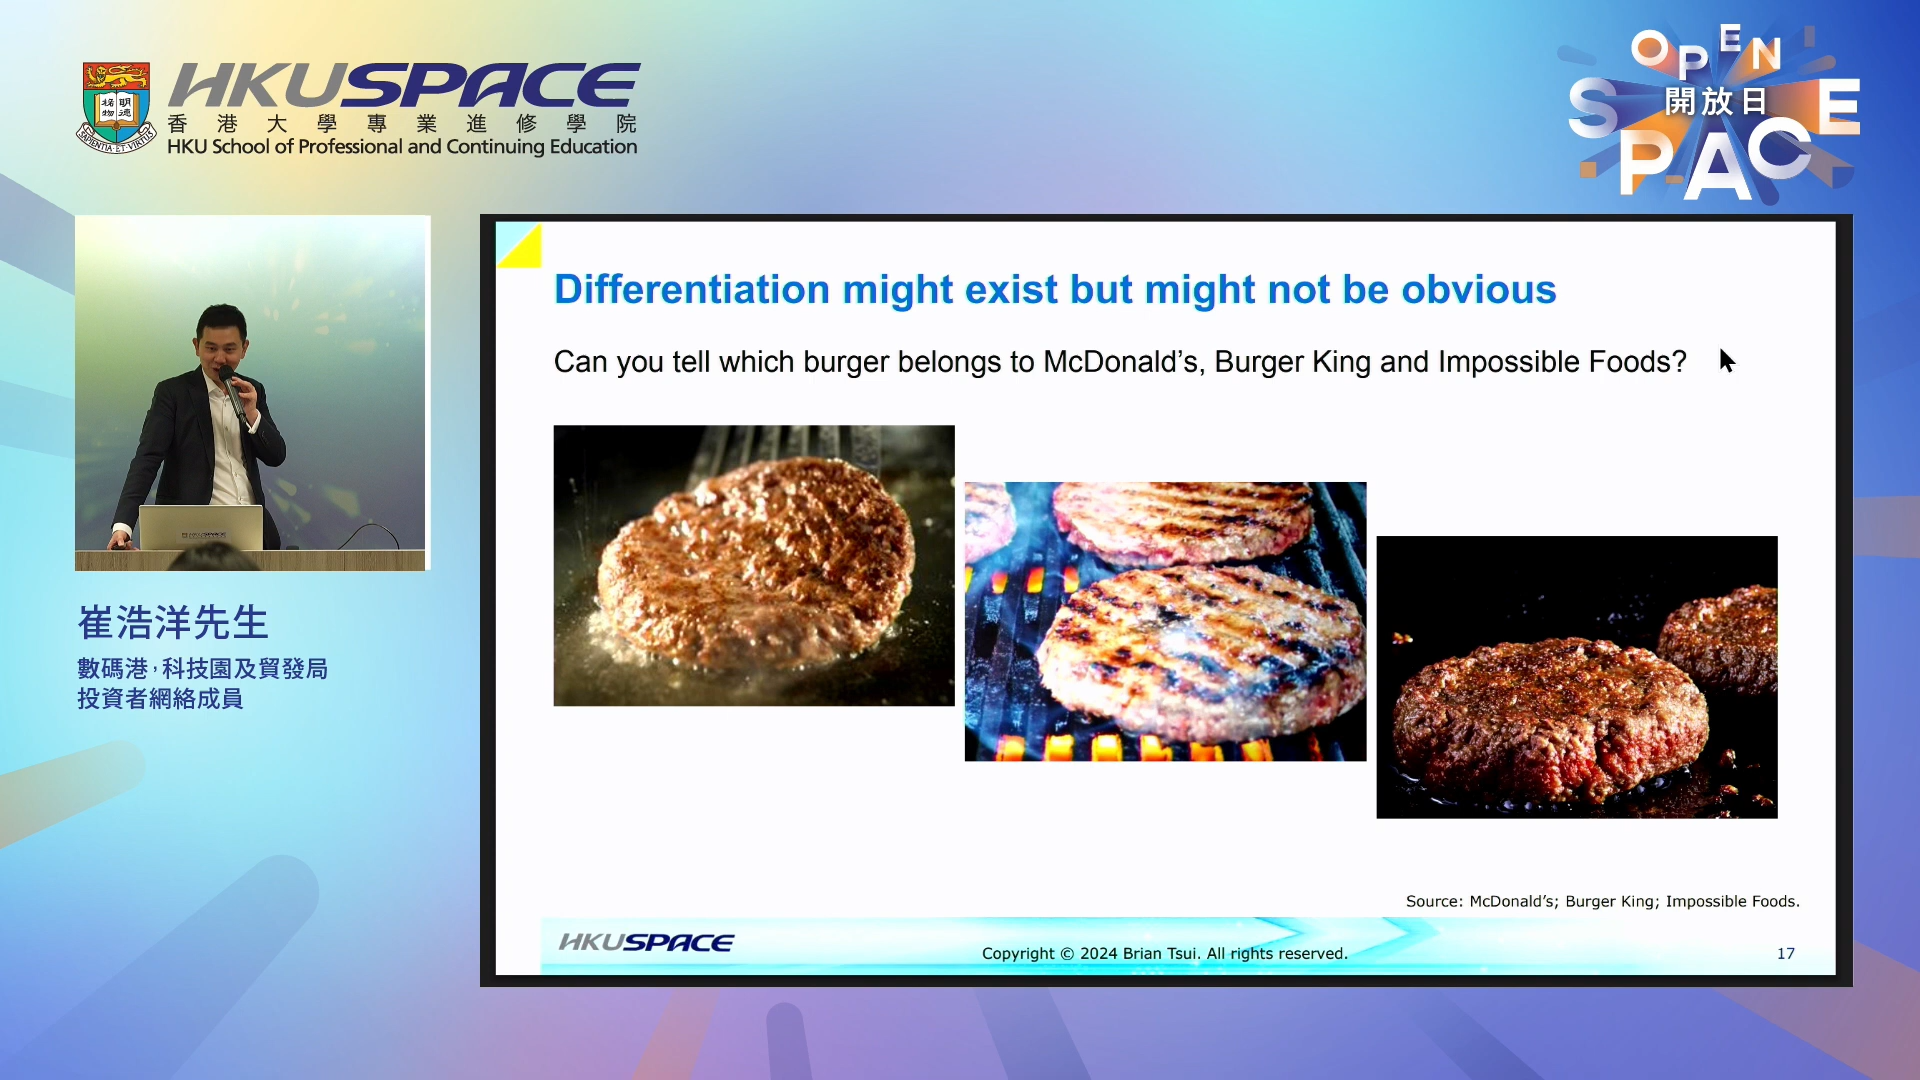 HKUSPACE
香港大學專業進修學院
HKU School of Professional and Continuing Education
OPEN
開放日
SPACE
Differentiation might exist but might not be obvious
Can you tell which burger belongs to McDonald’s, Burger King and Impossible Foods?
崔浩洋先生
數碼港，科技園及貿發局
投資者網絡成員
Source: McDonald’s; Burger King; Impossible Foods.
HKUSPACE
Copyright © 2024 Brian Tsui. All rights reserved.
17